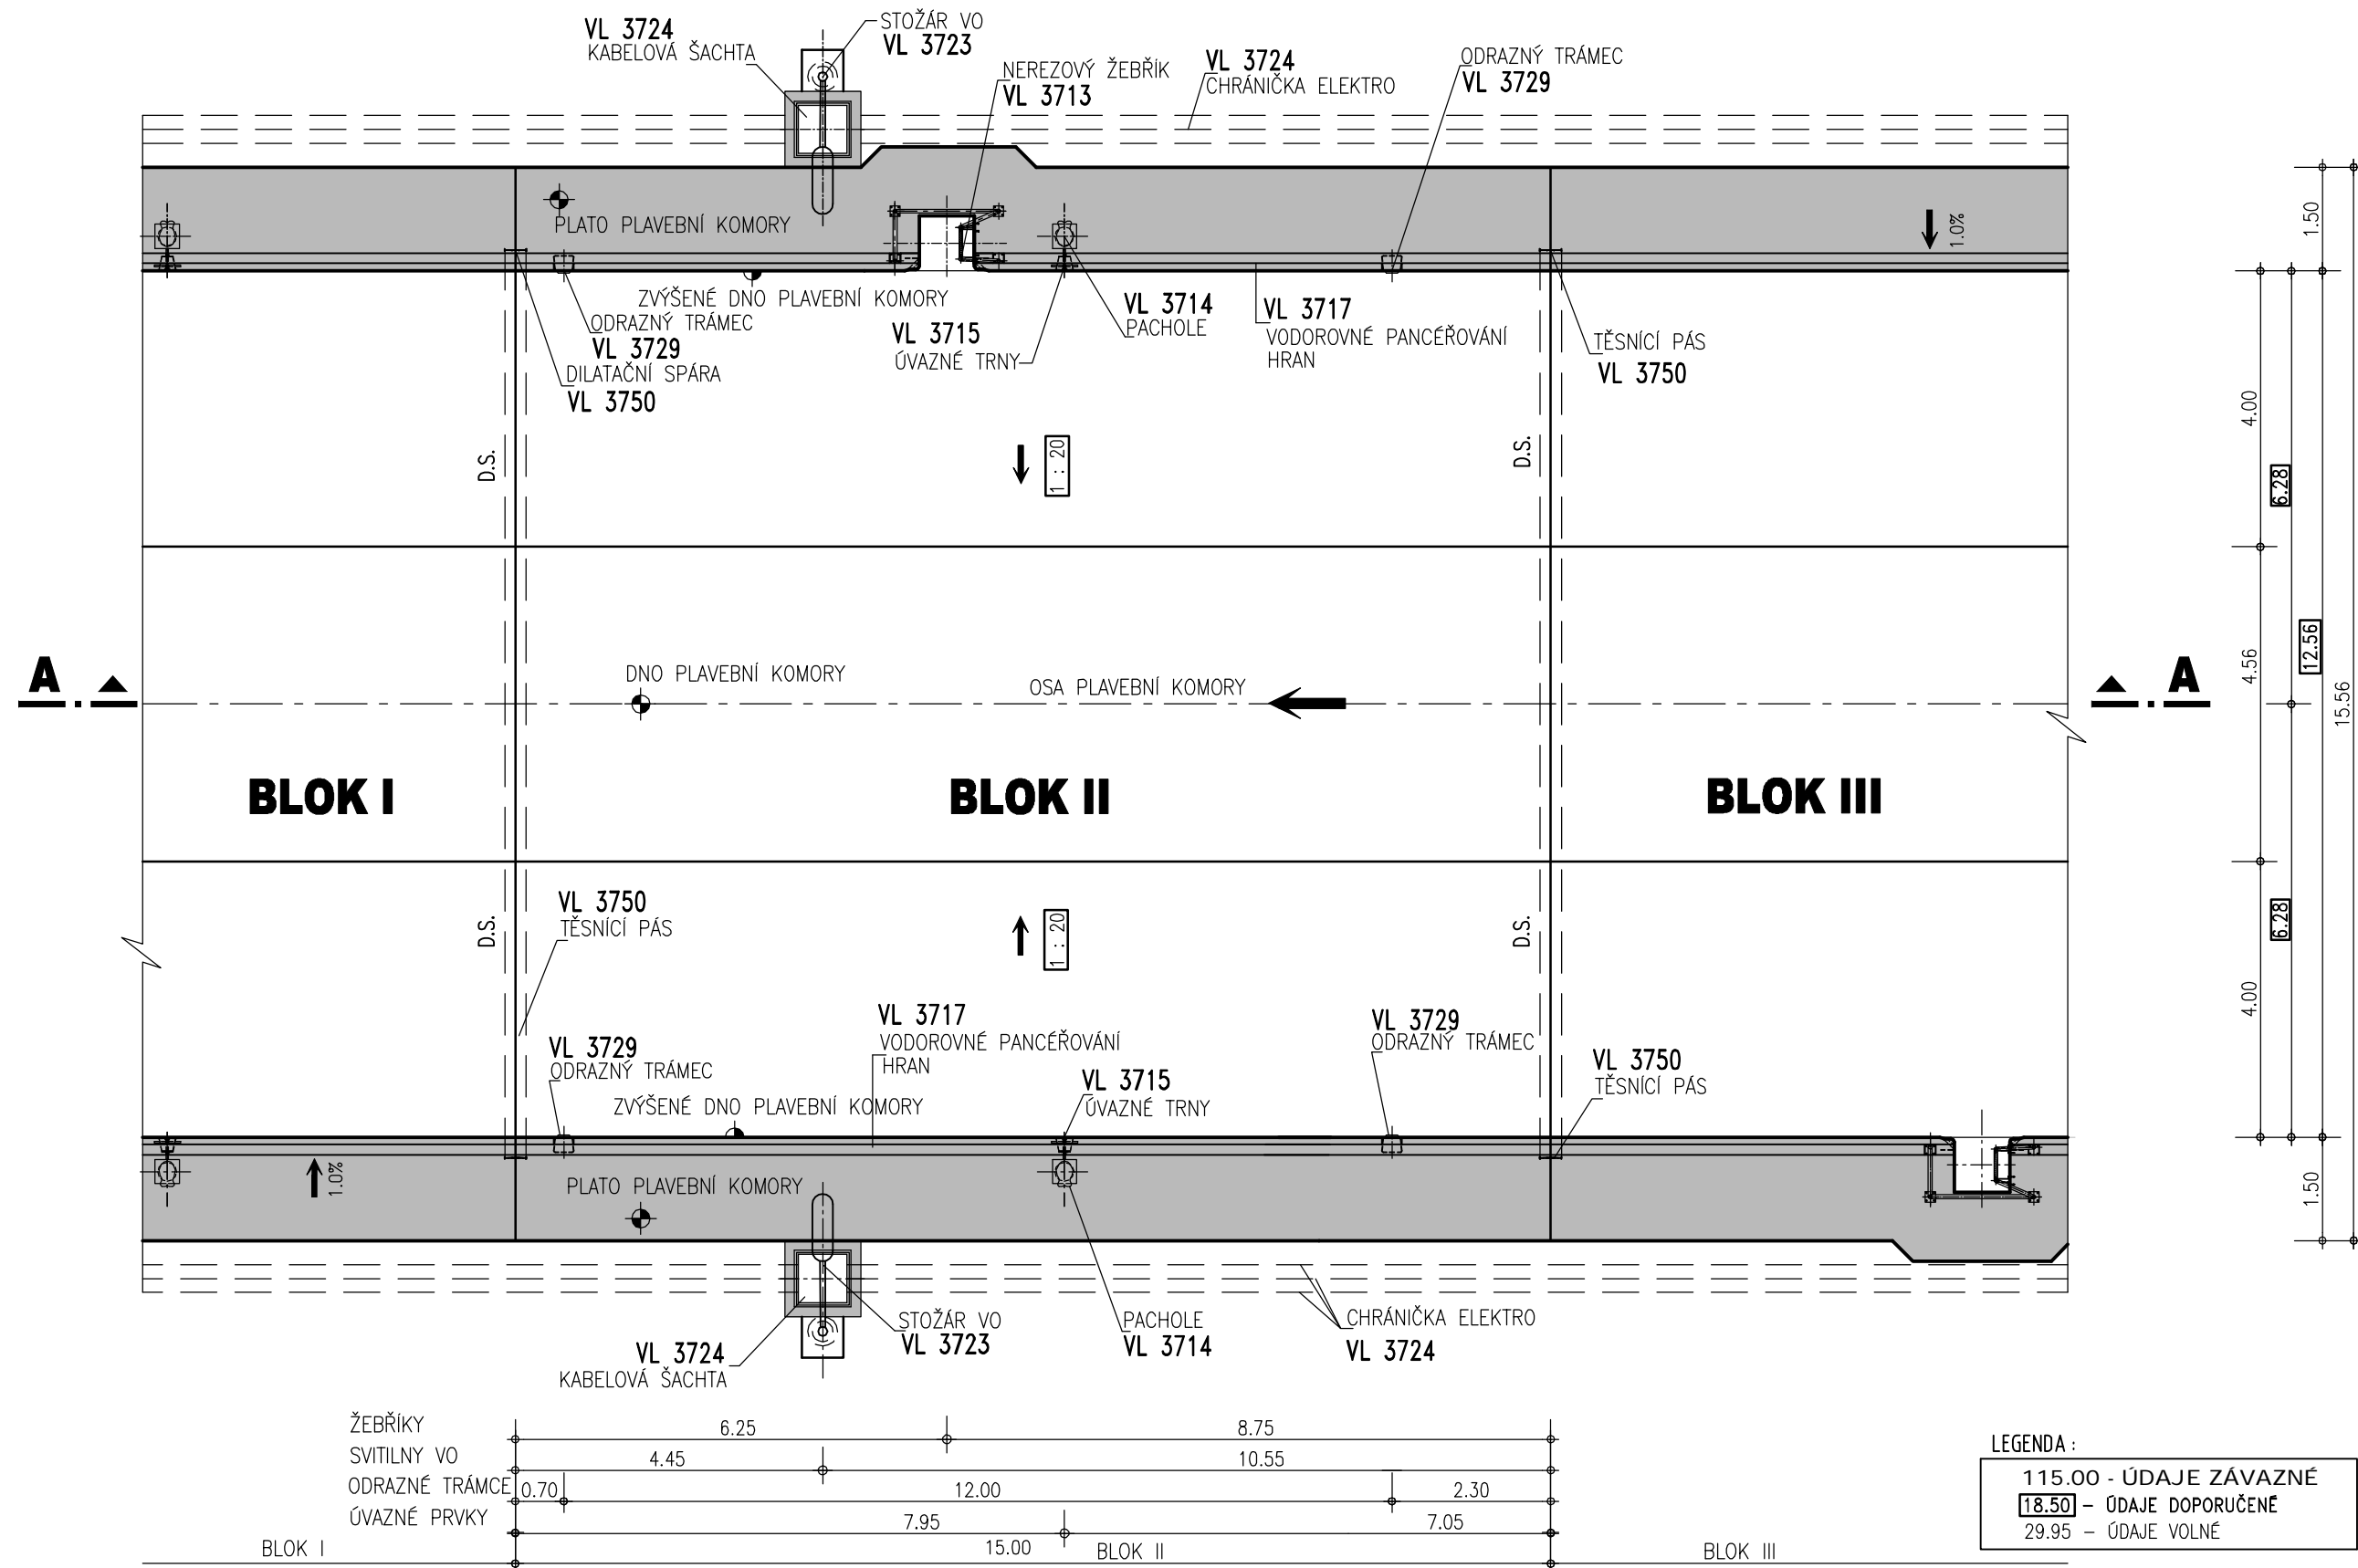 VL 3724
KABELOVÁ ŠACHTA
STOŽÁR VO
VL 3723
NEREZOVÝ ŽEBŘÍK
VL 3713
VL 3724
CHRÁNIČKA ELEKTRO
ODRAZNÝ TRÁMEC
VL 3729
PLATO PLAVEBNÍ KOMORY
1.0%
1.50
ZVÝŠENÉ DNO PLAVEBNÍ KOMORY
ODRAZNÝ TRÁMEC
VL 3729
DILATAČNÍ SPÁRA
VL 3750
VL 3715
ÚVAZNÉ TRNY
VL 3714
PACHOLE
VL 3717
VODOROVNÉ PANCÉŘOVÁNÍ
HRAN
TĚSNÍCÍ PÁS
VL 3750
4.00
D.S.
1 : 20
D.S.
6.28
A
DNO PLAVEBNÍ KOMORY
OSA PLAVEBNÍ KOMORY
A
4.56
12.56
15.56
BLOK I
BLOK II
BLOK III
VL 3750
TĚSNÍCÍ PÁS
D.S.
1 : 20
D.S.
6.28
4.00
VL 3717
VODOROVNÉ PANCÉŘOVÁNÍ
HRAN
VL 3729
ODRAZNÝ TRÁMEC
VL 3729
ODRAZNÝ TRÁMEC
VL 3750
TĚSNÍCÍ PÁS
VL 3715
ÚVAZNÉ TRNY
ZVÝŠENÉ DNO PLAVEBNÍ KOMORY
1.0%
PLATO PLAVEBNÍ KOMORY
1.50
STOŽÁR VO
VL 3723
PACHOLE
VL 3714
CHRÁNIČKA ELEKTRO
VL 3724
VL 3724
KABELOVÁ ŠACHTA
ŽEBŘÍKY 6.25 8.75
SVITILNY VO 4.45 10.55
ODRAZNÉ TRÁMCE 0.70 12.00 2.30
ÚVAZNÉ PRVKY 7.95 7.05
BLOK I 15.00 BLOK II BLOK III
LEGENDA :
115.00 - ÚDAJE ZÁVAZNÉ
18.50 – ÚDAJE DOPORUČENÉ
29.95 – ÚDAJE VOLNÉ